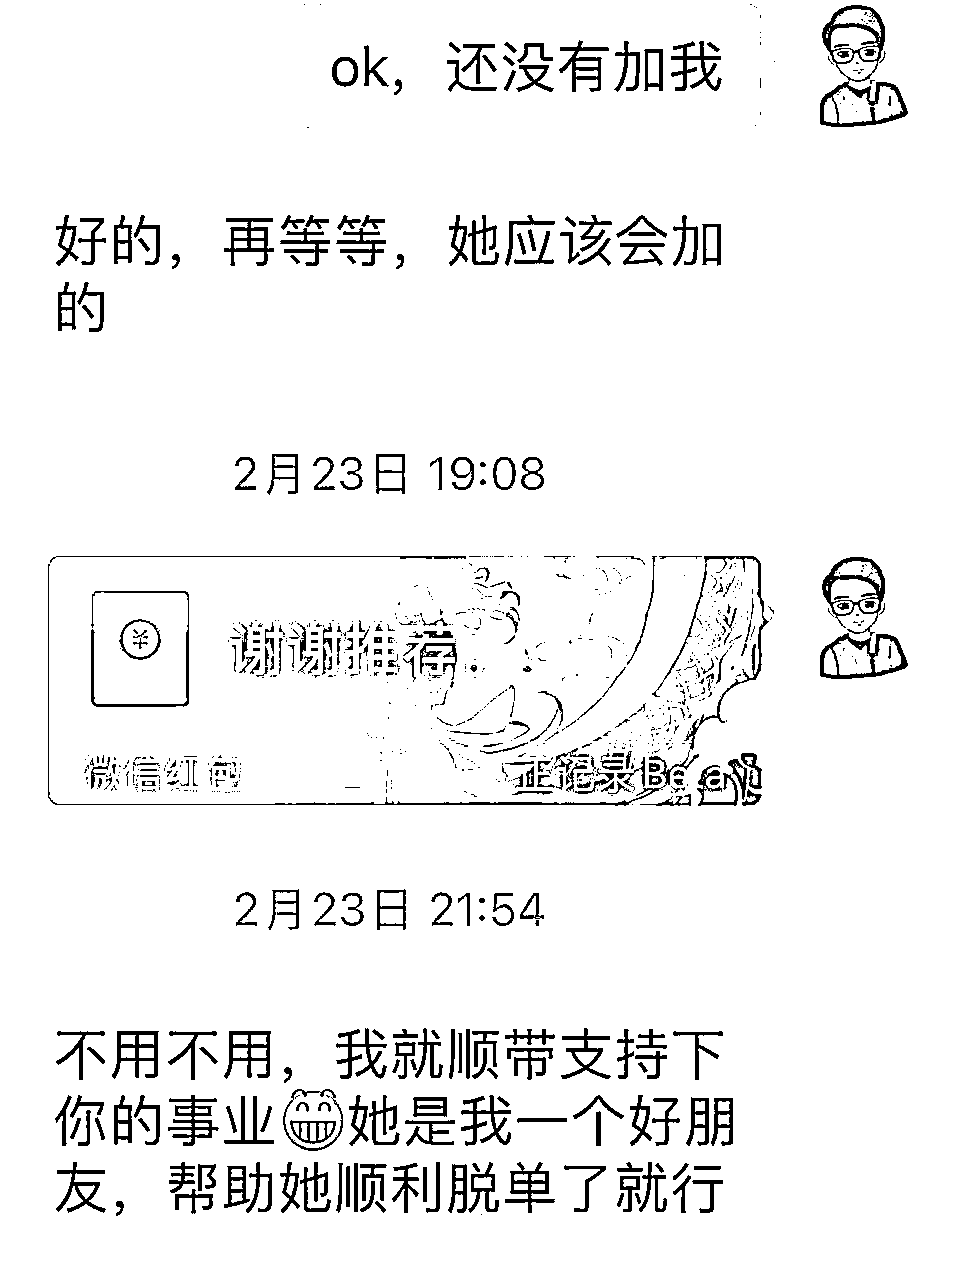 ok，还没有加我
好的，再等等，她应该会加
的
2月23日 19:08
¥
谢谢推荐
微信红包
正记录Be
2月23日 21:54
不用不用，我就顺带支持下
你的事业😁她是我一个好朋
友，帮助她顺利脱单了就行